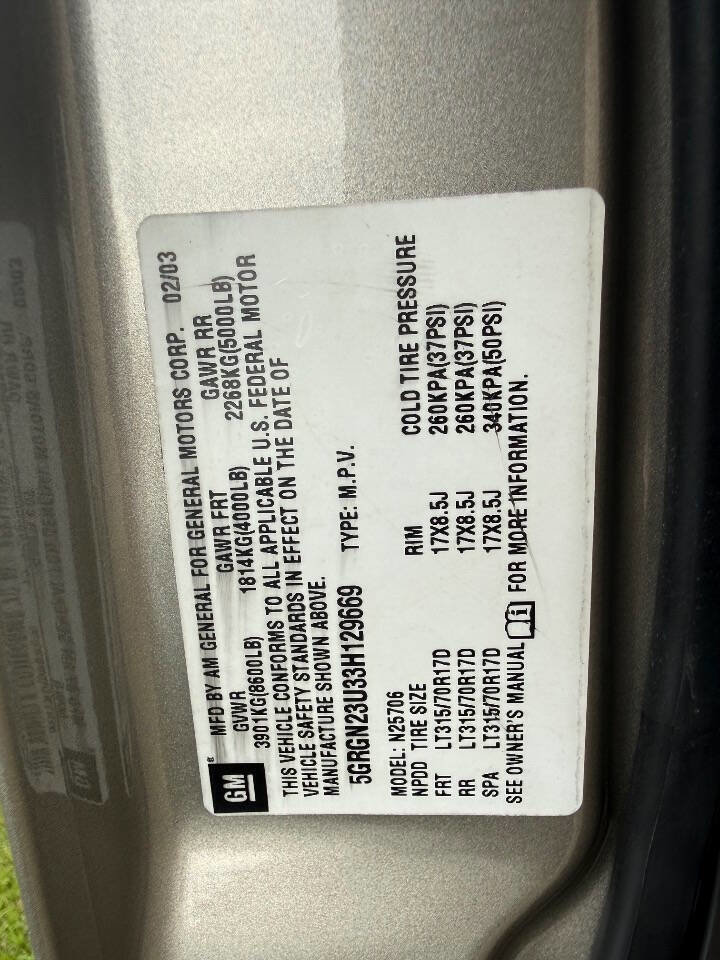 GM ® MFD BY AM GENERAL FOR GENERAL MOTORS CORP. 02/03
GVWR GAWR FRT GAWR RR
3901KG(8600LB) 1814KG(4000LB) 2268KG(5000LB)
THIS VEHICLE CONFORMS TO ALL APPLICABLE U.S. FEDERAL MOTOR
VEHICLE SAFETY STANDARDS IN EFFECT ON THE DATE OF
MANUFACTURE SHOWN ABOVE.
5GRGN23U33H129669 TYPE: M.P.V.
MODEL: N25706
NPDD TIRE SIZE RIM COLD TIRE PRESSURE
FRT LT315/70R17D 17X8.5J 260KPA(37PSI)
RR LT315/70R17D 17X8.5J 260KPA(37PSI)
SPA LT315/70R17D 17X8.5J 340KPA(50PSI)
SEE OWNER'S MANUAL i FOR MORE INFORMATION.